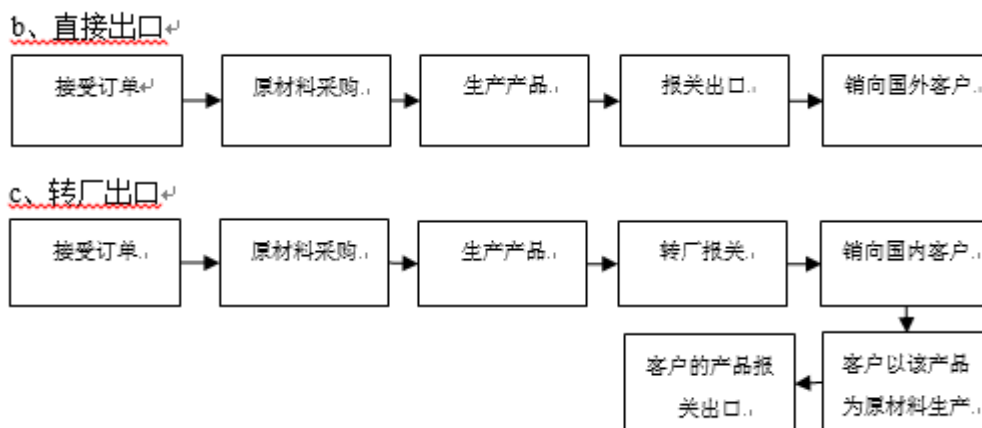 b、直接出口
接受订单 原材料采购 生产产品 报关出口 销向国外客户
c、转厂出口
接受订单 原材料采购 生产产品 转厂报关 销向国内客户
客户的产品报 客户以该产品
关出口 为原材料生产